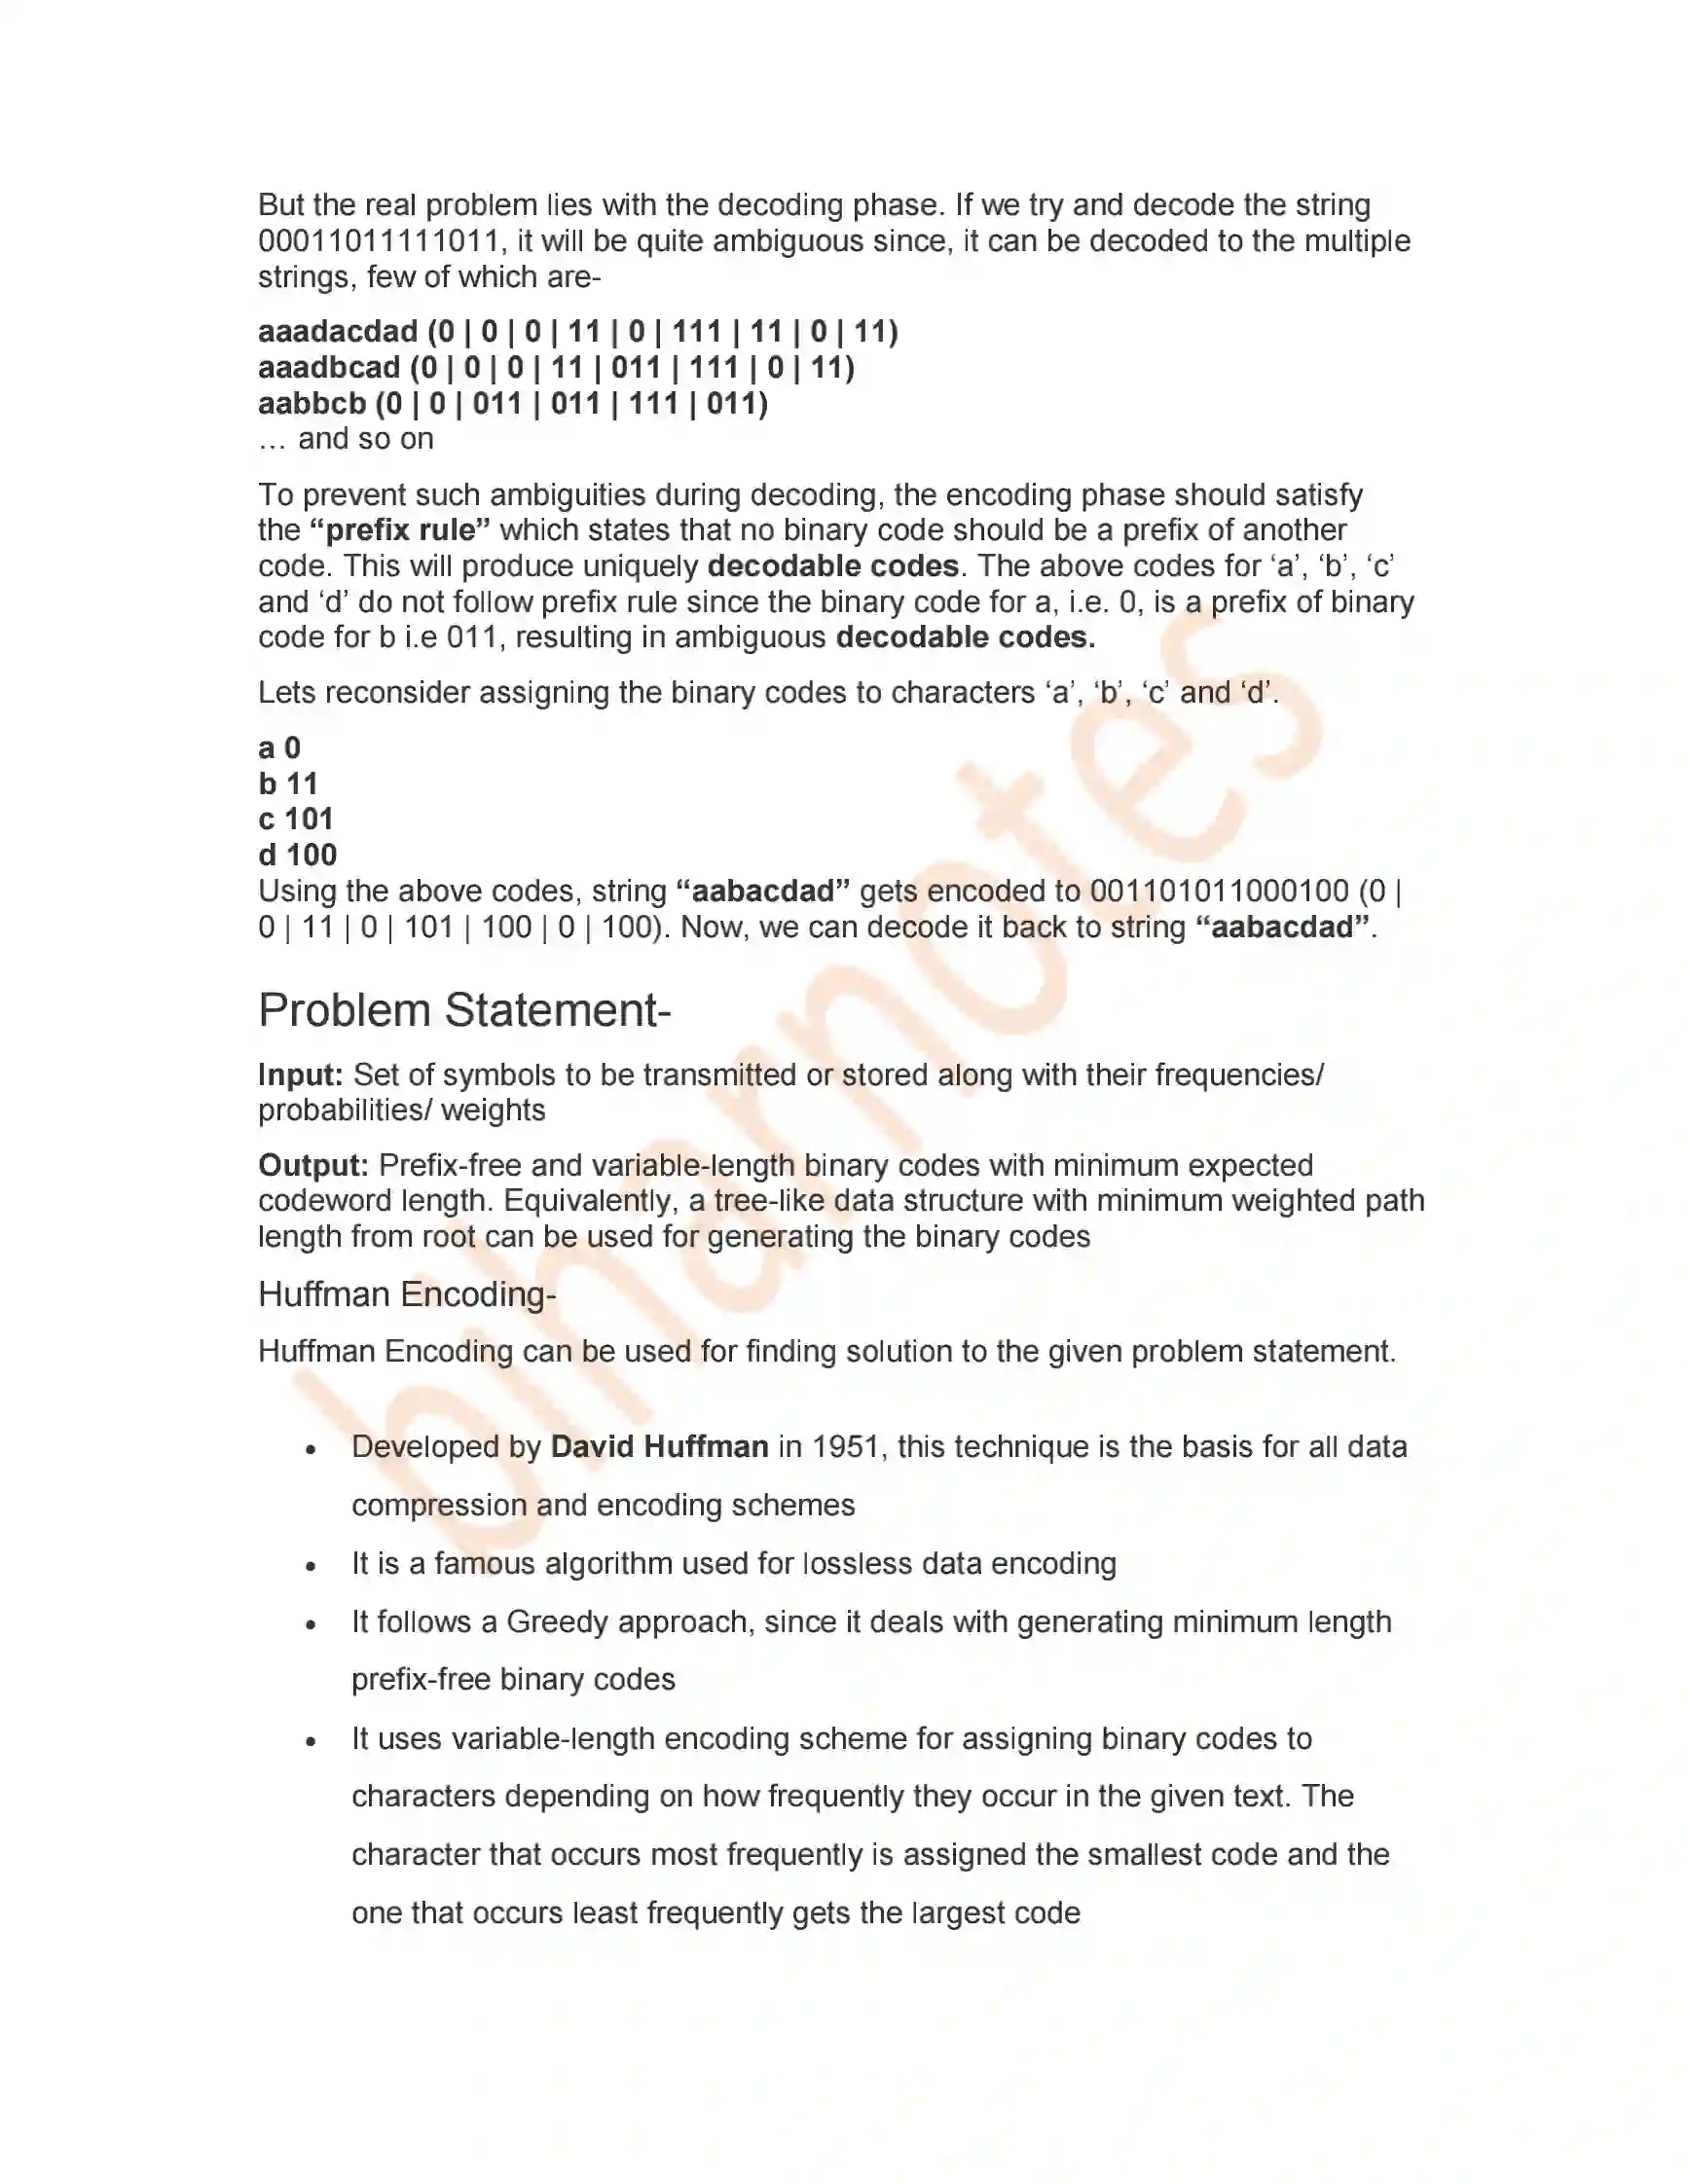 But the real problem lies with the decoding phase. If we try and decode the string
00011011111011, it will be quite ambiguous since, it can be decoded to the multiple
strings, few of which are-
aaadacdad (0 | 0 | 0 | 11 | 0 | 111 | 11 | 0 | 11)
aaadbcad (0 | 0 | 0 | 11 | 011 | 111 | 0 | 11)
aabbcb (0 | 0 | 011 | 011 | 111 | 011)
… and so on
To prevent such ambiguities during decoding, the encoding phase should satisfy
the “prefix rule” which states that no binary code should be a prefix of another
code. This will produce uniquely decodable codes. The above codes for ‘a’, ‘b’, ‘c’
and ‘d’ do not follow prefix rule since the binary code for a, i.e. 0, is a prefix of binary
code for b i.e 011, resulting in ambiguous decodable codes.
Lets reconsider assigning the binary codes to characters ‘a’, ‘b’, ‘c’ and ‘d’.
a 0
b 11
c 101
d 100
Using the above codes, string “aabacdad” gets encoded to 001101011000100 (0 |
0 | 11 | 0 | 101 | 100 | 0 | 100). Now, we can decode it back to string “aabacdad”.
Problem Statement-
Input: Set of symbols to be transmitted or stored along with their frequencies/
probabilities/ weights
Output: Prefix-free and variable-length binary codes with minimum expected
codeword length. Equivalently, a tree-like data structure with minimum weighted path
length from root can be used for generating the binary codes
Huffman Encoding-
Huffman Encoding can be used for finding solution to the given problem statement.
• Developed by David Huffman in 1951, this technique is the basis for all data
compression and encoding schemes
• It is a famous algorithm used for lossless data encoding
• It follows a Greedy approach, since it deals with generating minimum length
prefix-free binary codes
• It uses variable-length encoding scheme for assigning binary codes to
characters depending on how frequently they occur in the given text. The
character that occurs most frequently is assigned the smallest code and the
one that occurs least frequently gets the largest code
biharnotes